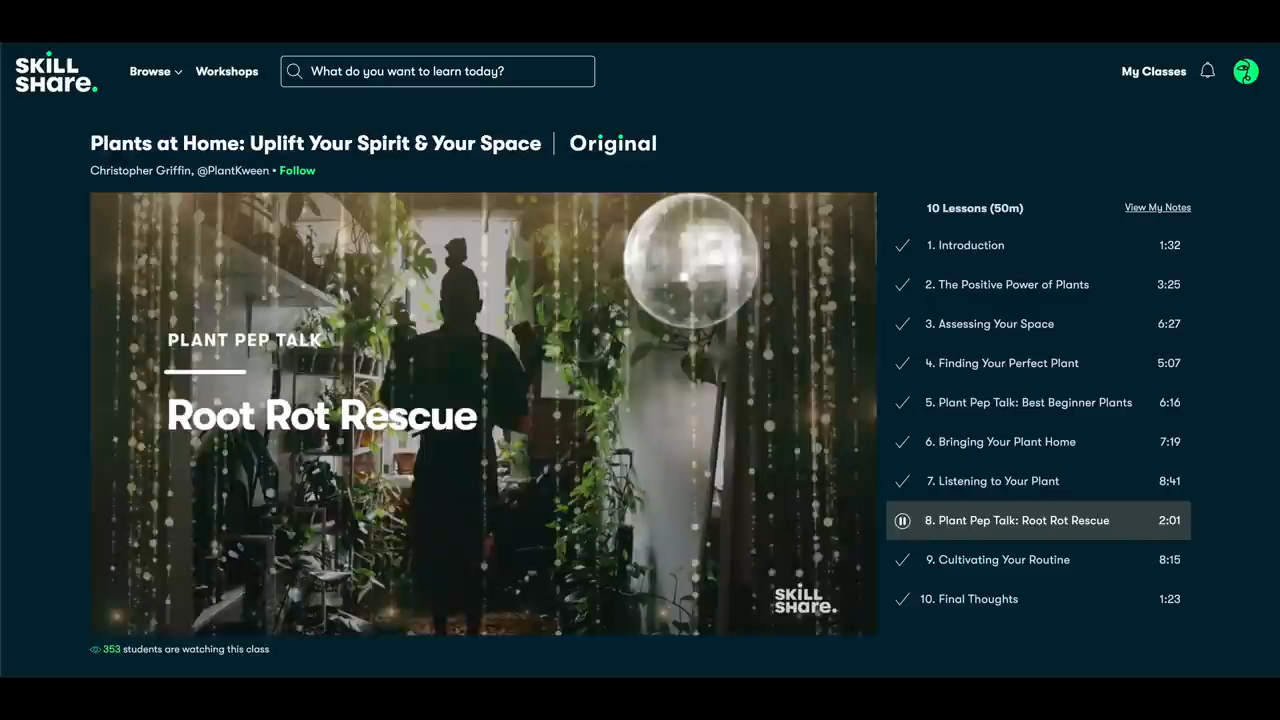 SKILL
SHare.
Browse
Workshops
What do you want to learn today?
My Classes
Plants at Home: Uplift Your Spirit & Your Space | Original
Christopher Griffin, @PlantKween • Follow
PLANT PEP TALK
Root Rot Rescue
SKILL
SHare.
353 students are watching this class
10 Lessons (50m)
View My Notes
1. Introduction 1:32
2. The Positive Power of Plants 3:25
3. Assessing Your Space 6:27
4. Finding Your Perfect Plant 5:07
5. Plant Pep Talk: Best Beginner Plants 6:16
6. Bringing Your Plant Home 7:19
7. Listening to Your Plant 8:41
8. Plant Pep Talk: Root Rot Rescue 2:01
9. Cultivating Your Routine 8:15
10. Final Thoughts 1:23